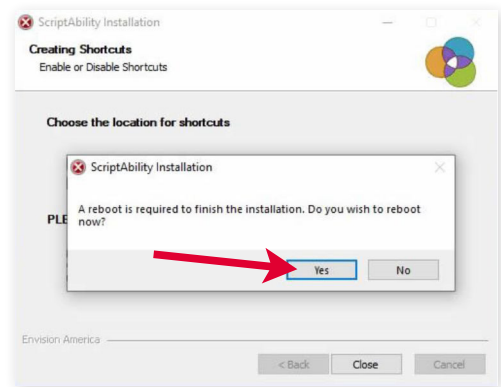 ScriptAbility Installation
Creating Shortcuts
Enable or Disable Shortcuts
Choose the location for shortcuts
ScriptAbility Installation
A reboot is required to finish the installation. Do you wish to reboot
now?
Yes
No
Envision America
< Back
Close
Cancel